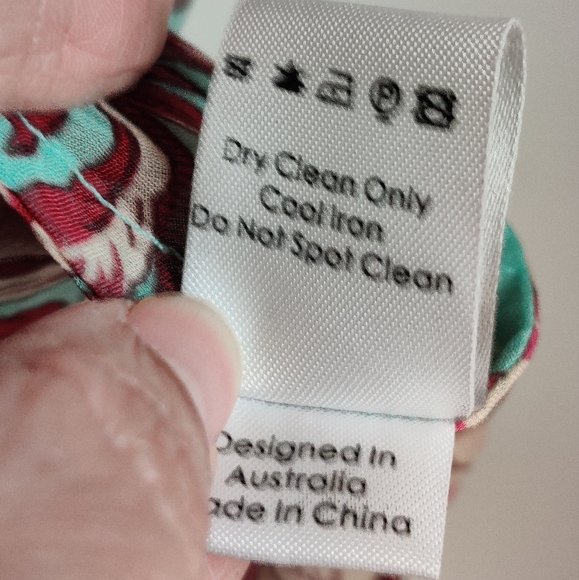 Dry Clean Only
Cool Iron
Do Not Spot Clean
Designed In
Australia
ade In China